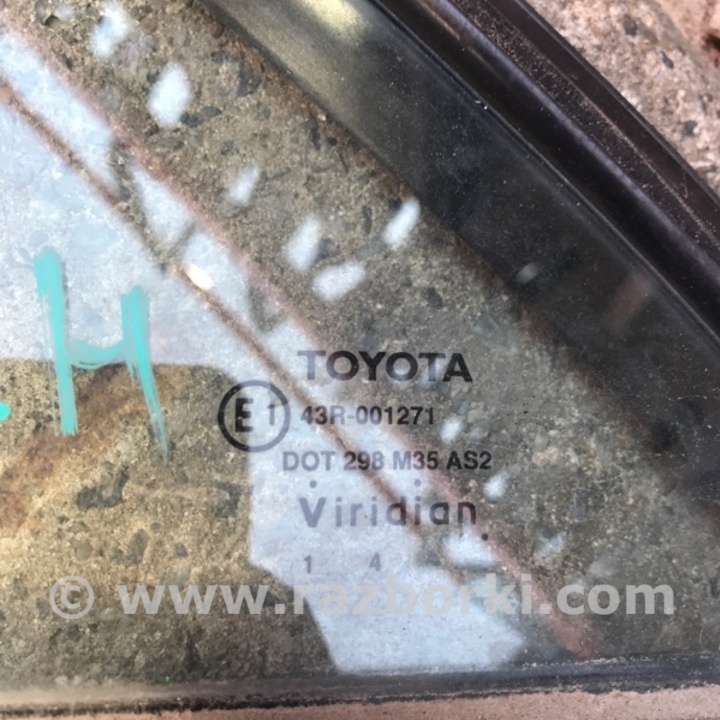 .H
TOYOTA
E1 43R-001271
DOT 298 M35 AS2
Viridian
1 4
© www.razborki.com